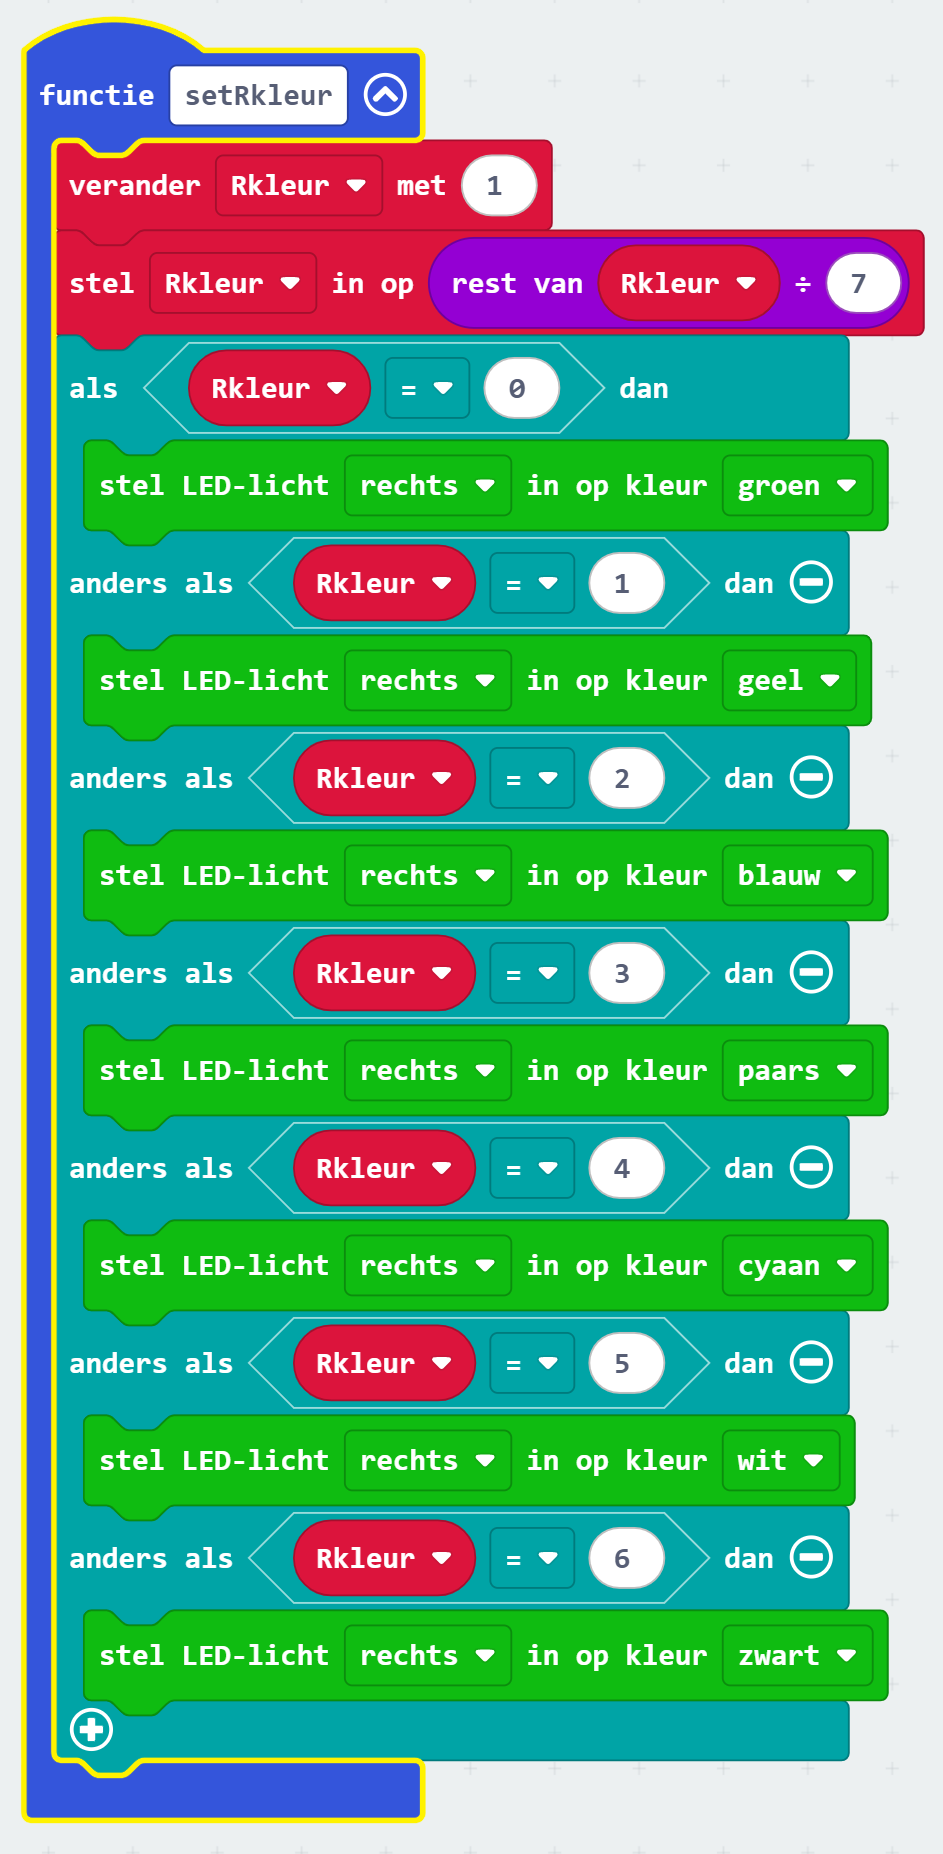 functie setRkleur
verander Rkleur met 1
stel Rkleur in op rest van Rkleur ÷ 7
als Rkleur = 0 dan
stel LED-licht rechts in op kleur groen
anders als Rkleur = 1 dan
stel LED-licht rechts in op kleur geel
anders als Rkleur = 2 dan
stel LED-licht rechts in op kleur blauw
anders als Rkleur = 3 dan
stel LED-licht rechts in op kleur paars
anders als Rkleur = 4 dan
stel LED-licht rechts in op kleur cyaan
anders als Rkleur = 5 dan
stel LED-licht rechts in op kleur wit
anders als Rkleur = 6 dan
stel LED-licht rechts in op kleur zwart